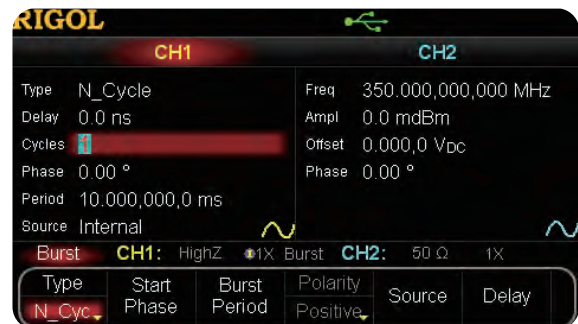 RIGOL
CH1 CH2
Type N_Cycle
Delay 0.0 ns
Cycles 1
Phase 0.00 °
Period 10.000,000,0 ms
Source Internal
Freq 350.000,000,000 MHz
Ampl 0.0 mdBm
Offset 0.000,0 VDC
Phase 0.00 °
Burst CH1: HighZ 1X Burst CH2: 50 Ω 1X
Type Start Burst Polarity Source Delay
N_Cyc Phase Period Positive